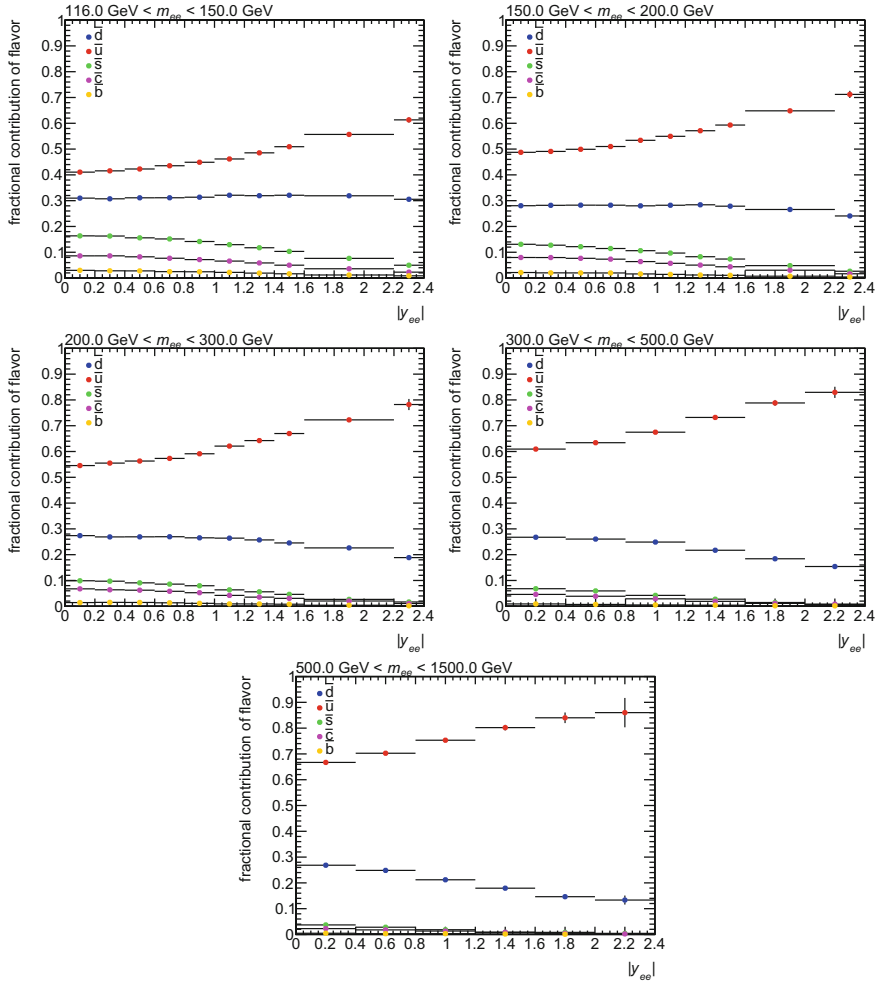 116.0 GeV < m_ee < 150.0 GeV
fractional contribution of flavor
1
0.9
0.8
0.7
0.6
0.5
0.4
0.3
0.2
0.1
0
d̅
u̅
s̅
c̅
b̅
0 0.2 0.4 0.6 0.8 1 1.2 1.4 1.6 1.8 2 2.2 2.4
|y_ee|
150.0 GeV < m_ee < 200.0 GeV
fractional contribution of flavor
1
0.9
0.8
0.7
0.6
0.5
0.4
0.3
0.2
0.1
0
d̅
u̅
s̅
c̅
b̅
0 0.2 0.4 0.6 0.8 1 1.2 1.4 1.6 1.8 2 2.2 2.4
|y_ee|
200.0 GeV < m_ee < 300.0 GeV
fractional contribution of flavor
1
0.9
0.8
0.7
0.6
0.5
0.4
0.3
0.2
0.1
0
d̅
u̅
s̅
c̅
b̅
0 0.2 0.4 0.6 0.8 1 1.2 1.4 1.6 1.8 2 2.2 2.4
|y_ee|
300.0 GeV < m_ee < 500.0 GeV
fractional contribution of flavor
1
0.9
0.8
0.7
0.6
0.5
0.4
0.3
0.2
0.1
0
d̅
u̅
s̅
c̅
b̅
0 0.2 0.4 0.6 0.8 1 1.2 1.4 1.6 1.8 2 2.2 2.4
|y_ee|
500.0 GeV < m_ee < 1500.0 GeV
fractional contribution of flavor
1
0.9
0.8
0.7
0.6
0.5
0.4
0.3
0.2
0.1
0
d̅
u̅
s̅
c̅
b̅
0 0.2 0.4 0.6 0.8 1 1.2 1.4 1.6 1.8 2 2.2 2.4
|y_ee|